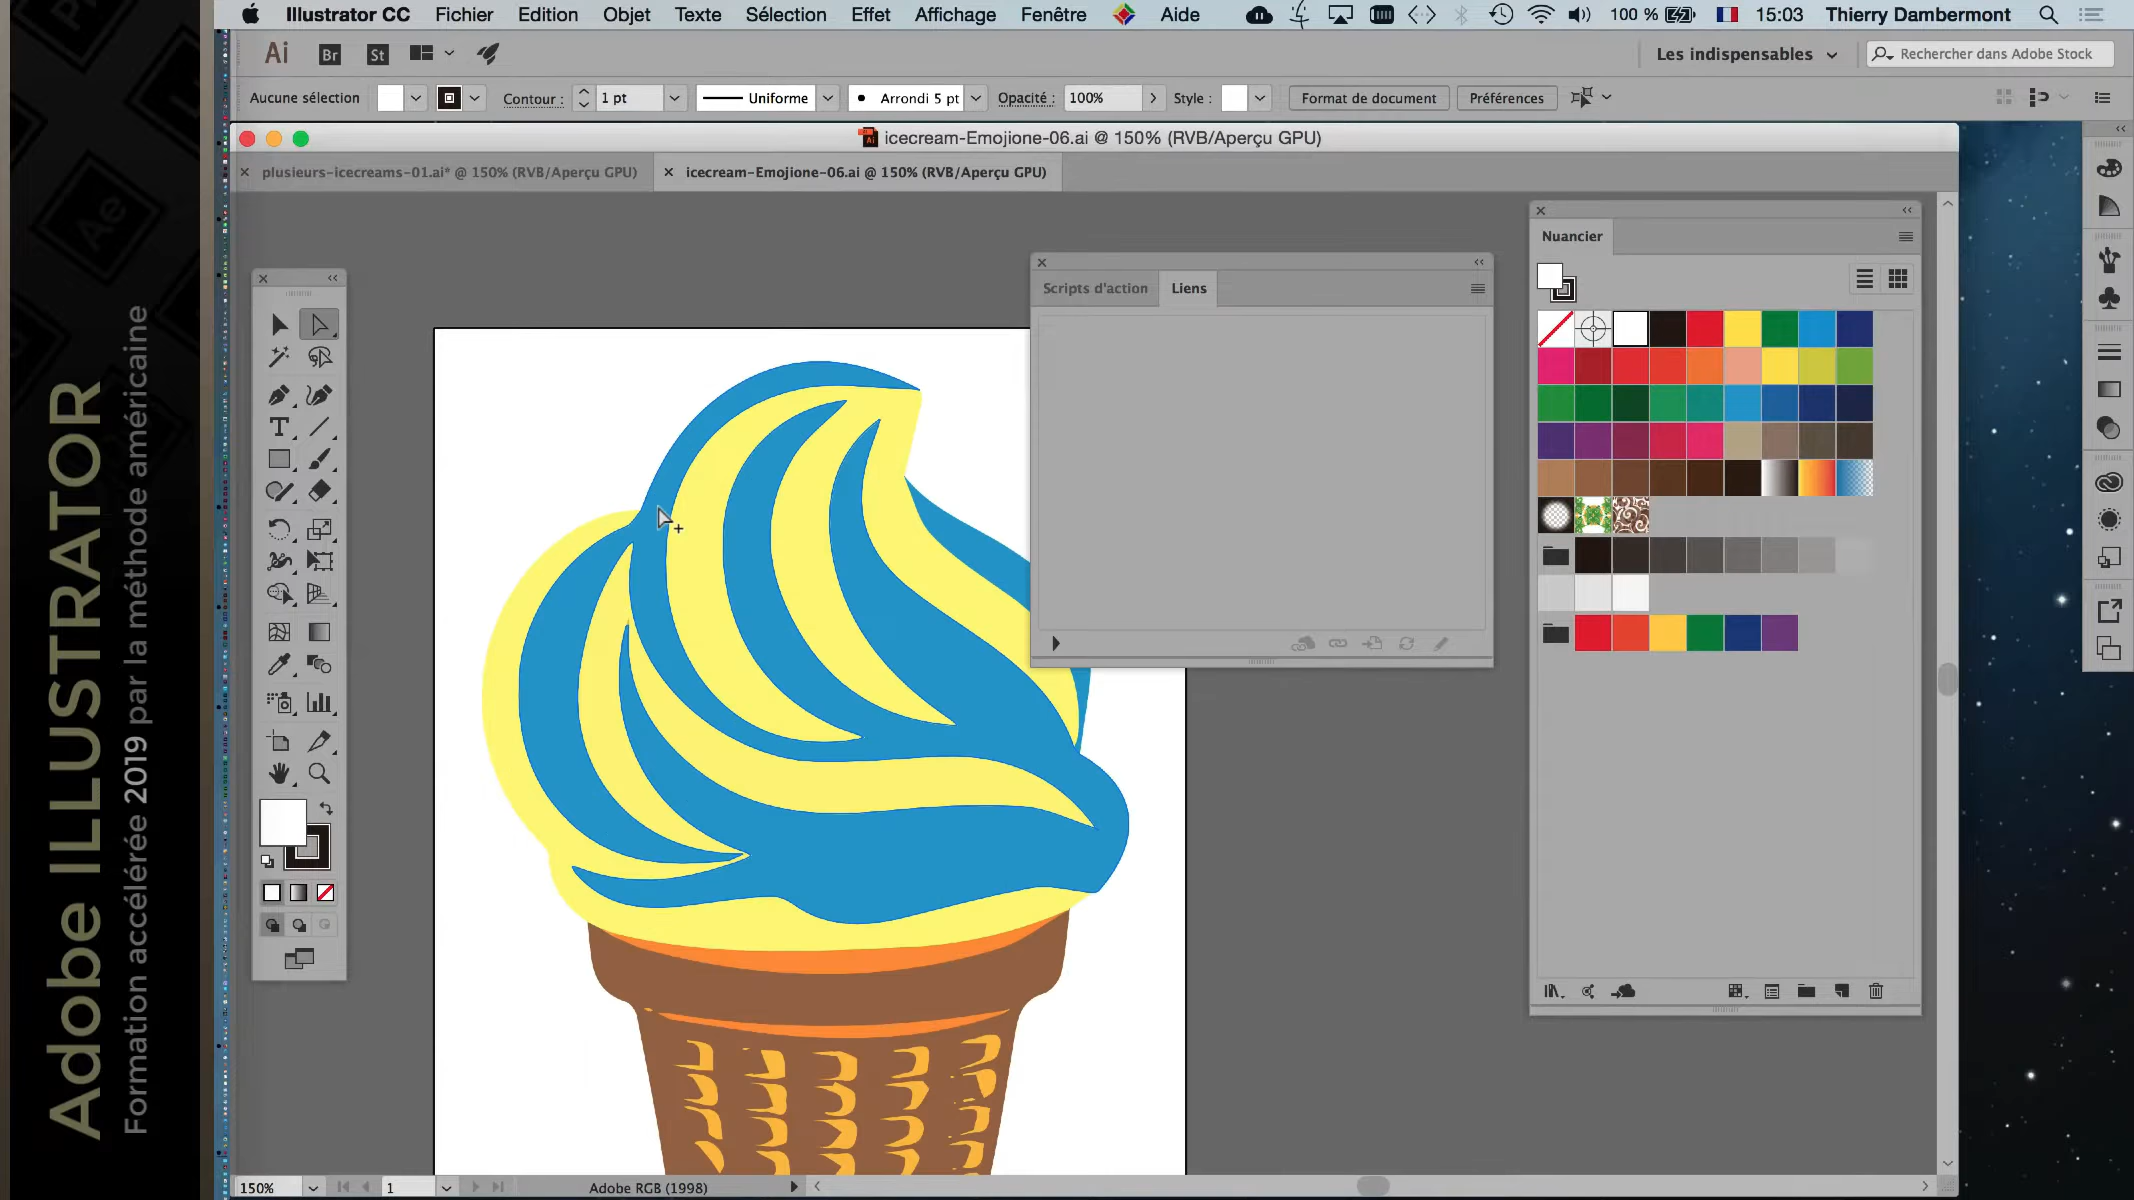 Illustrator CC Fichier Edition Objet Texte Sélection Effet Affichage Fenêtre Aide 100 % 15:03 Thierry Dambermont
Ai Br St Les indispensables Rechercher dans Adobe Stock
Aucune sélection Contour : 1 pt Uniforme Arrondi 5 pt Opacité : 100% Style : Format de document Préférences
icecream-Emojione-06.ai @ 150% (RVB/Aperçu GPU)
plusieurs-icecreams-01.ai* @ 150% (RVB/Aperçu GPU) icecream-Emojione-06.ai @ 150% (RVB/Aperçu GPU)
Nuancier
Scripts d'action Liens
Adobe ILLUSTRATOR
Formation accélérée 2019 par la méthode américaine
Ae
150% 1 Adobe RGB (1998)